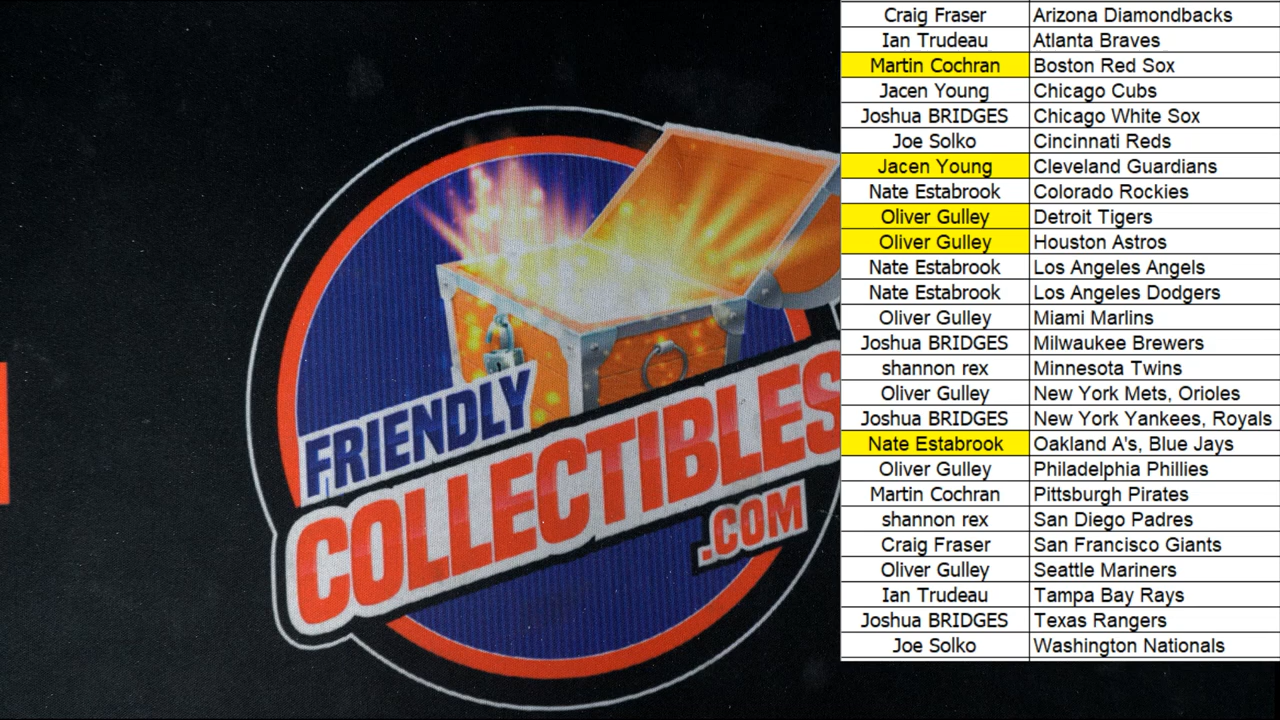 FRIENDLY
COLLECTIBLES
.COM
Craig Fraser Arizona Diamondbacks
Ian Trudeau Atlanta Braves
Martin Cochran Boston Red Sox
Jacen Young Chicago Cubs
Joshua BRIDGES Chicago White Sox
Joe Solko Cincinnati Reds
Jacen Young Cleveland Guardians
Nate Estabrook Colorado Rockies
Oliver Gulley Detroit Tigers
Oliver Gulley Houston Astros
Nate Estabrook Los Angeles Angels
Nate Estabrook Los Angeles Dodgers
Oliver Gulley Miami Marlins
Joshua BRIDGES Milwaukee Brewers
shannon rex Minnesota Twins
Oliver Gulley New York Mets, Orioles
Joshua BRIDGES New York Yankees, Royals
Nate Estabrook Oakland A's, Blue Jays
Oliver Gulley Philadelphia Phillies
Martin Cochran Pittsburgh Pirates
shannon rex San Diego Padres
Craig Fraser San Francisco Giants
Oliver Gulley Seattle Mariners
Ian Trudeau Tampa Bay Rays
Joshua BRIDGES Texas Rangers
Joe Solko Washington Nationals